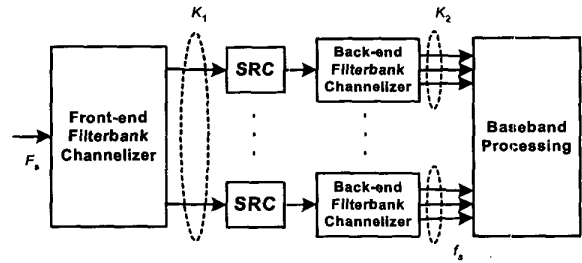 K1
K2
SRC
Back-end
Filterbank
Channelizer
Front-end
Filterbank
Channelizer
Fs
Baseband
Processing
SRC
Back-end
Filterbank
Channelizer
fs